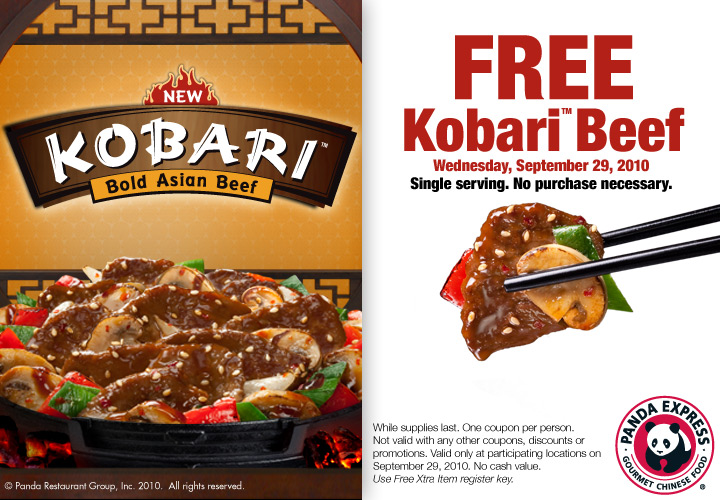 NEW
KOBARI™
Bold Asian Beef
© Panda Restaurant Group, Inc. 2010. All rights reserved.
FREE
Kobari™ Beef
Wednesday, September 29, 2010
Single serving. No purchase necessary.
While supplies last. One coupon per person.
Not valid with any other coupons, discounts or
promotions. Valid only at participating locations on
September 29, 2010. No cash value.
Use Free Xtra Item register key.
PANDA EXPRESS
GOURMET CHINESE FOOD
®